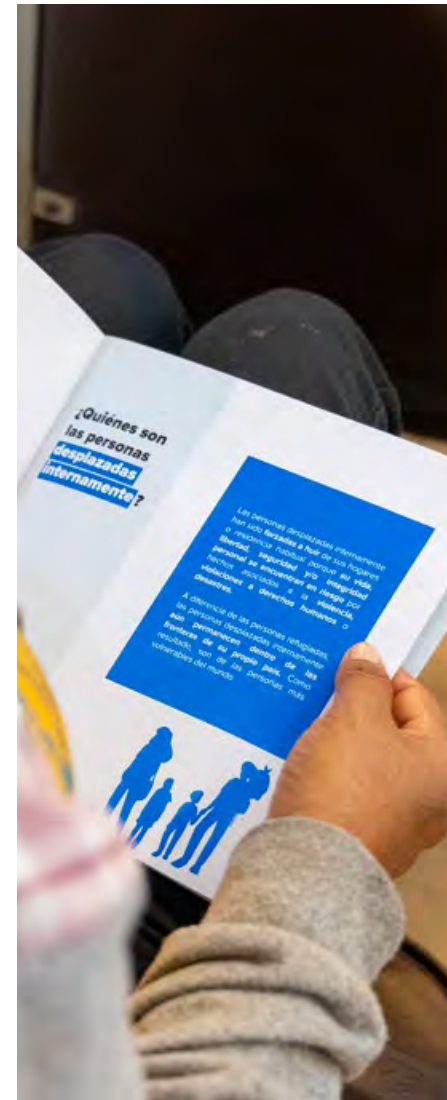 ¿Quiénes son
las personas
desplazadas
internamente?
Las personas desplazadas internamente
han sido forzadas a huir de sus hogares
o residencia habitual porque su vida,
libertad, seguridad y/o integridad
personal se encuentran en riesgo por
hechos asociados a la violencia,
violaciones a derechos humanos o
desastres.
A diferencia de las personas refugiadas,
las personas desplazadas internamente
aún permanecen dentro de las
fronteras de su propio país. Como
resultado, son de las personas más
vulnerables del mundo.